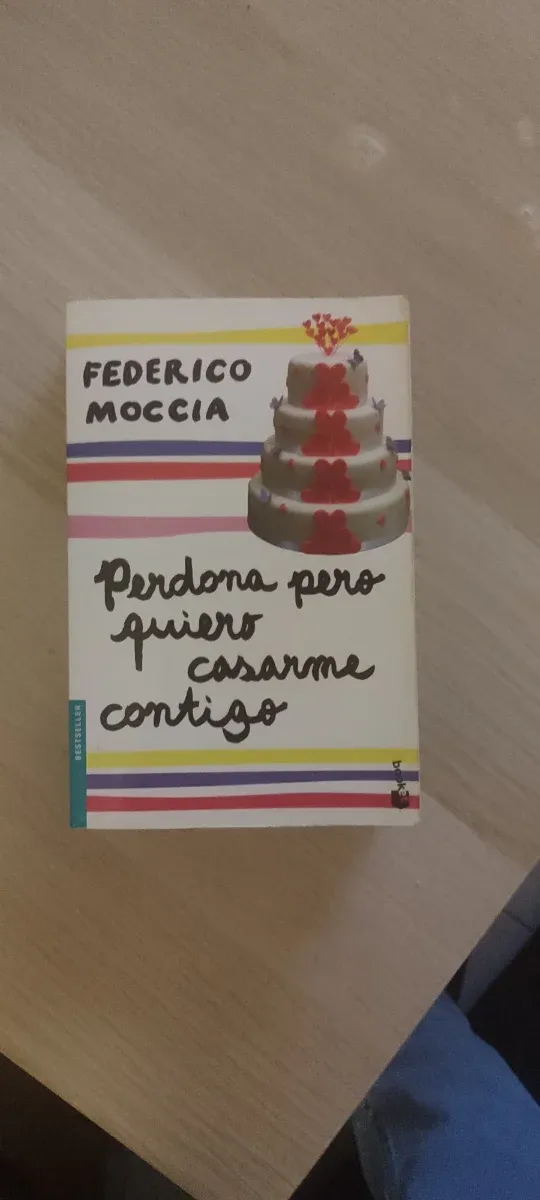 FEDERICO
MOCCIA
Perdona pero
quiero
casarme
contigo
BESTSELLER
booket